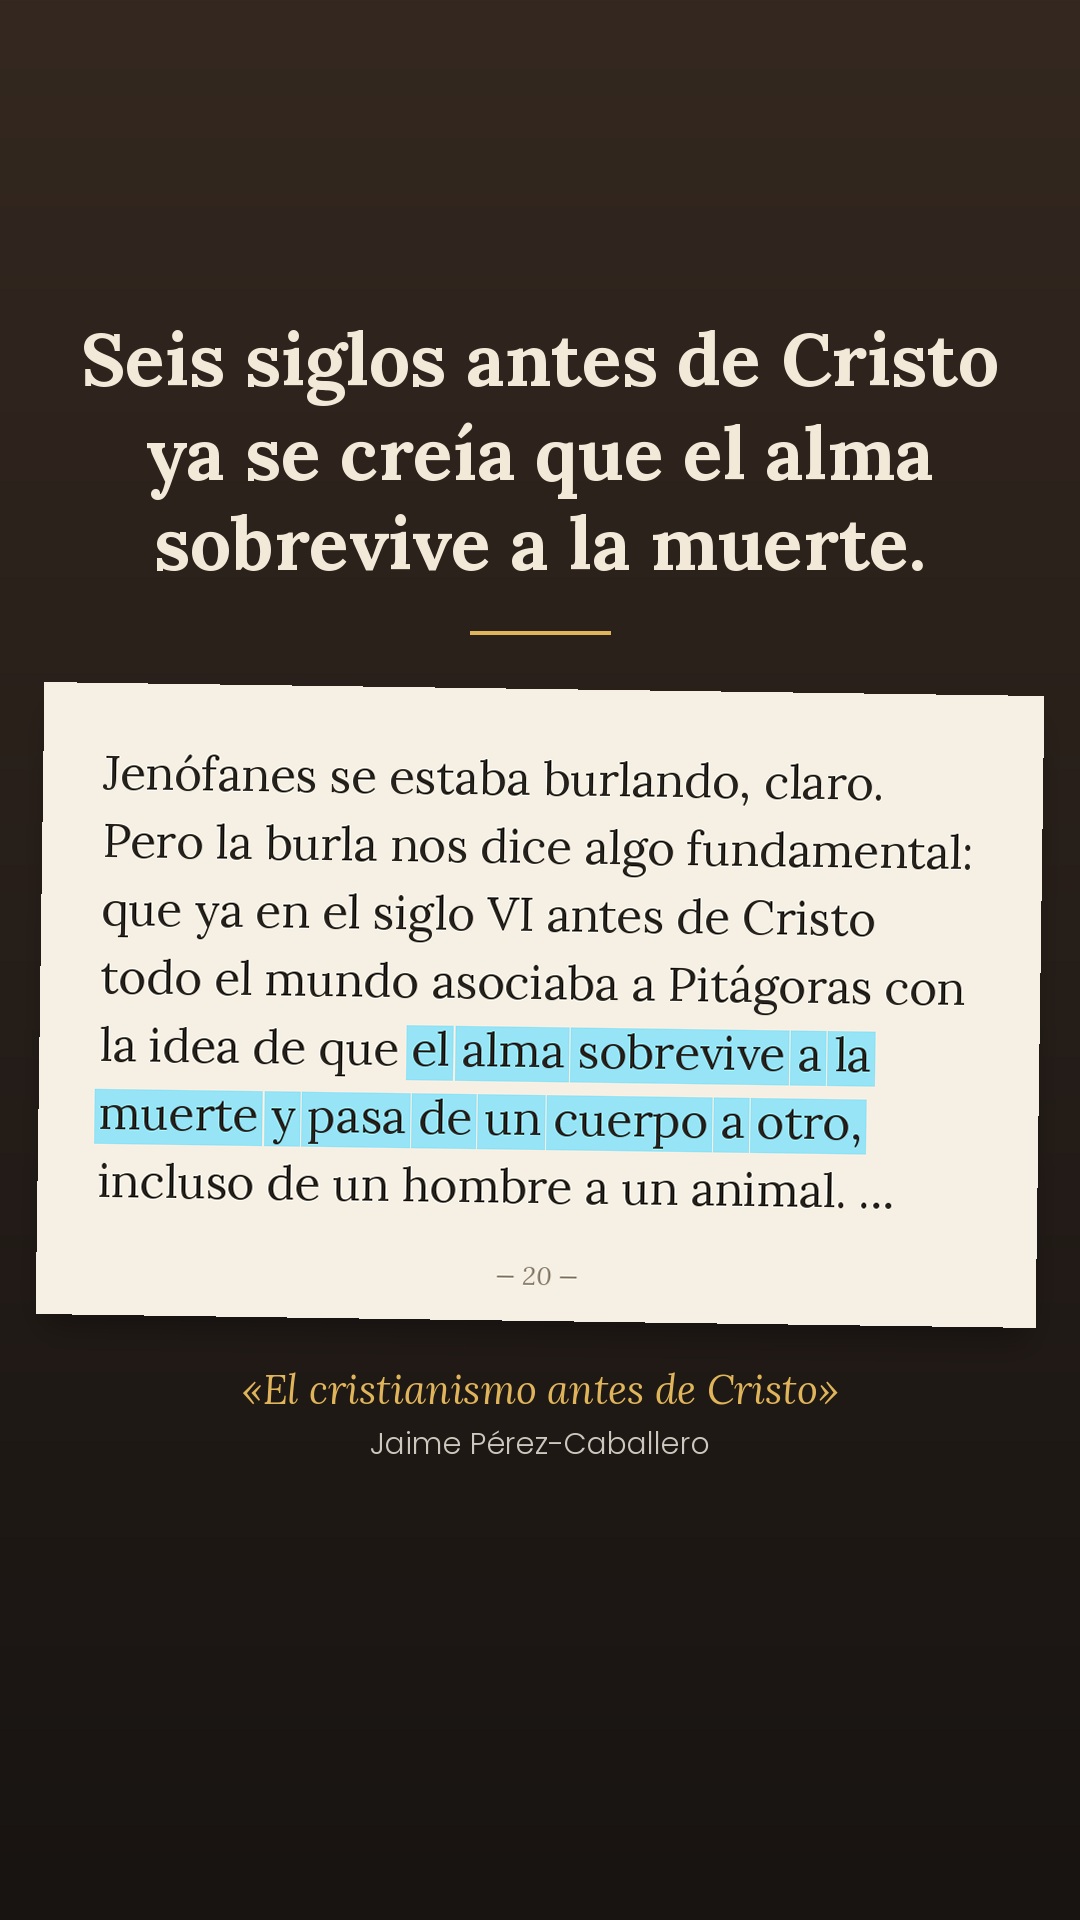 Seis siglos antes de Cristo
ya se creía que el alma
sobrevive a la muerte.
Jenófanes se estaba burlando, claro.
Pero la burla nos dice algo fundamental:
que ya en el siglo VI antes de Cristo
todo el mundo asociaba a Pitágoras con
la idea de que el alma sobrevive a la
muerte y pasa de un cuerpo a otro,
incluso de un hombre a un animal. ...
— 20 —
«El cristianismo antes de Cristo»
Jaime Pérez-Caballero